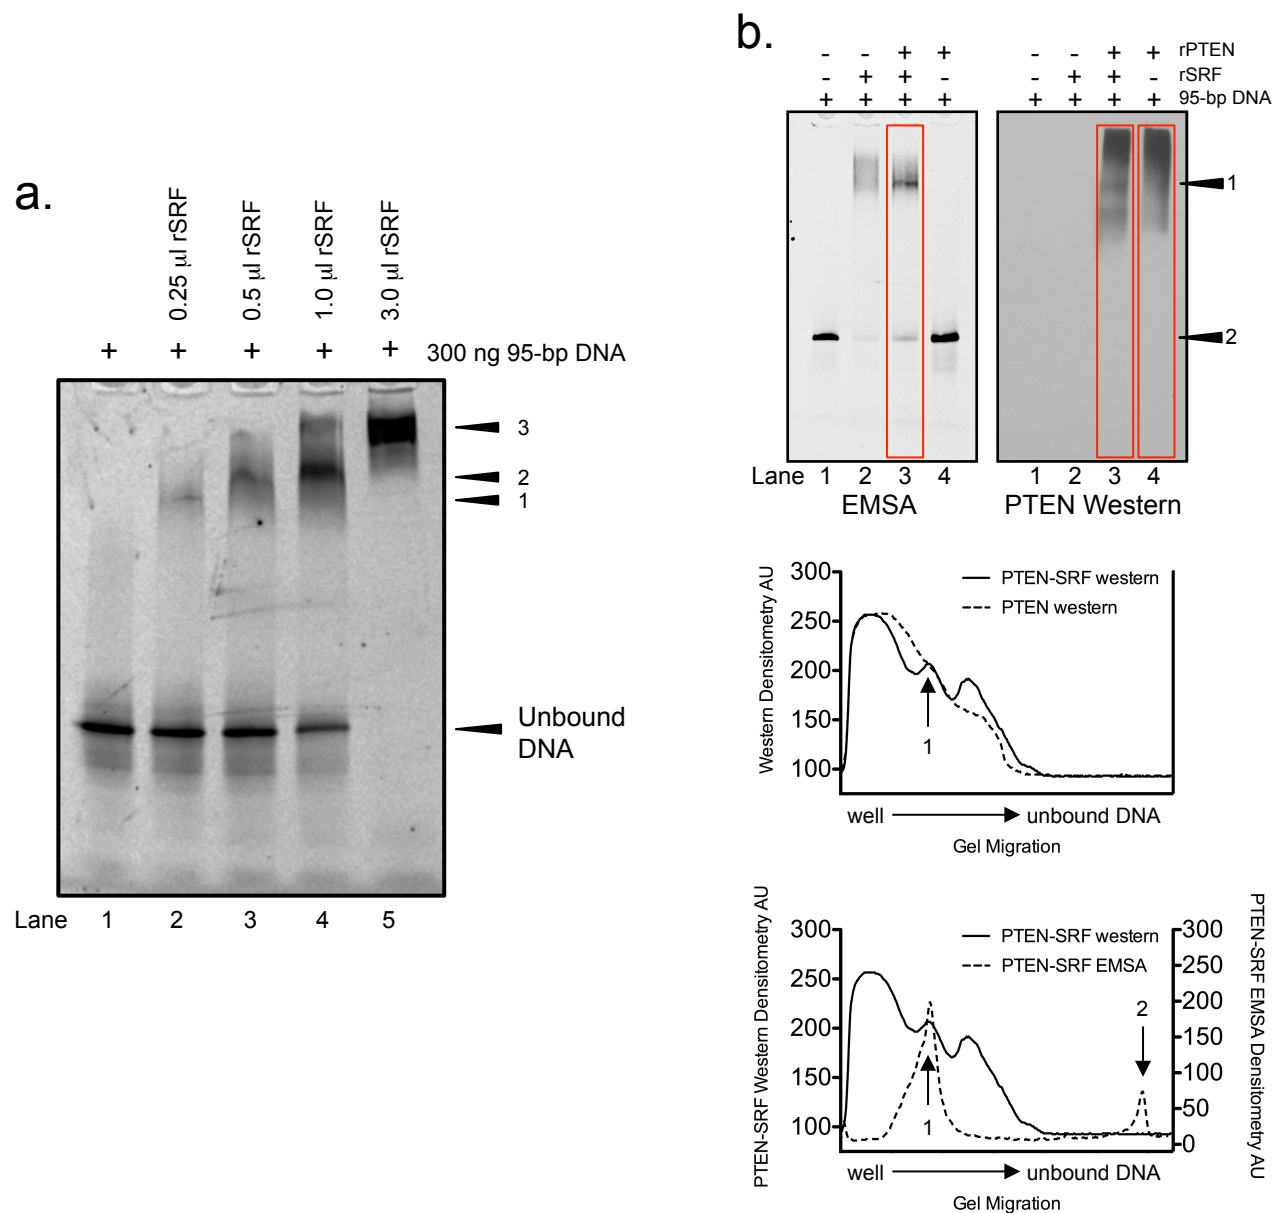 a.
0.25 µl rSRF
0.5 µl rSRF
1.0 µl rSRF
3.0 µl rSRF
+ + + + + 300 ng 95-bp DNA
3
2
1
Unbound
DNA
Lane 1 2 3 4 5
b.
- - + + - - + + rPTEN
- + + - - + + - rSRF
+ + + + + + + + 95-bp DNA
1
2
Lane 1 2 3 4 1 2 3 4
EMSA PTEN Western
Western Densitometry AU
300
250
200
150
100
PTEN-SRF western
PTEN western
1
well unbound DNA
Gel Migration
PTEN-SRF Western Densitometry AU
300
250
200
150
100
PTEN-SRF western
PTEN-SRF EMSA
1
2
300
250
200
150
100
50
0
PTEN-SRF EMSA Densitometry AU
well unbound DNA
Gel Migration